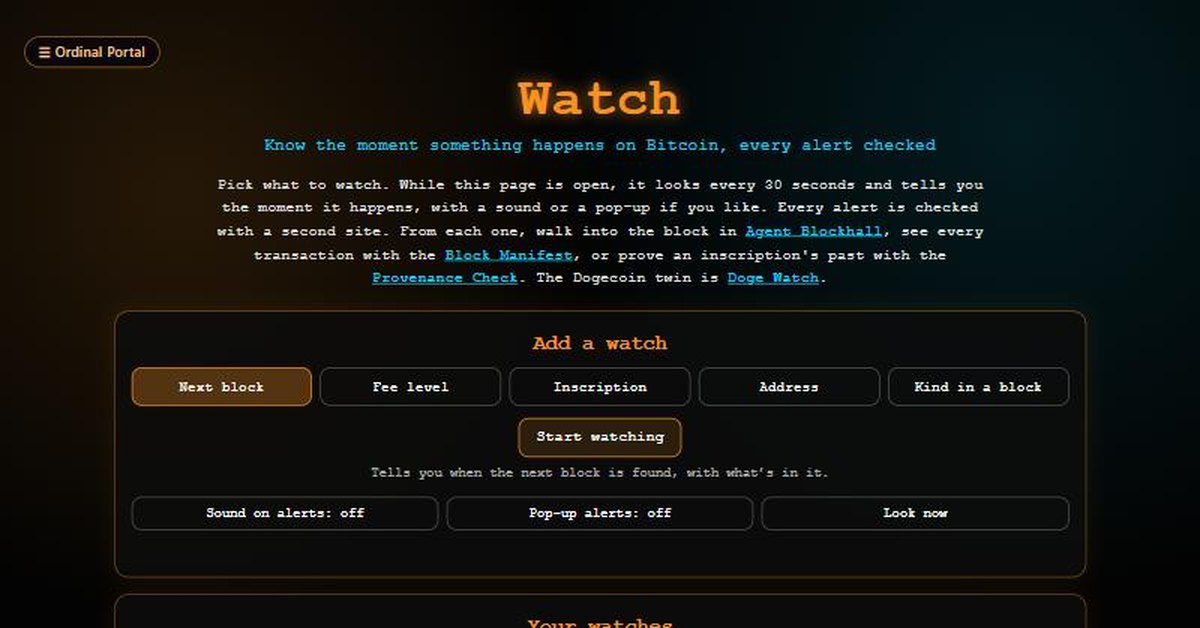 ☰ Ordinal Portal
Watch
Know the moment something happens on Bitcoin, every alert checked
Pick what to watch. While this page is open, it looks every 30 seconds and tells you
the moment it happens, with a sound or a pop-up if you like. Every alert is checked
with a second site. From each one, walk into the block in Agent Blockhall, see every
transaction with the Block Manifest, or prove an inscription's past with the
Provenance Check. The Dogecoin twin is Doge Watch.
Add a watch
Next block
Fee level
Inscription
Address
Kind in a block
Start watching
Tells you when the next block is found, with what's in it.
Sound on alerts: off
Pop-up alerts: off
Look now
Your watches